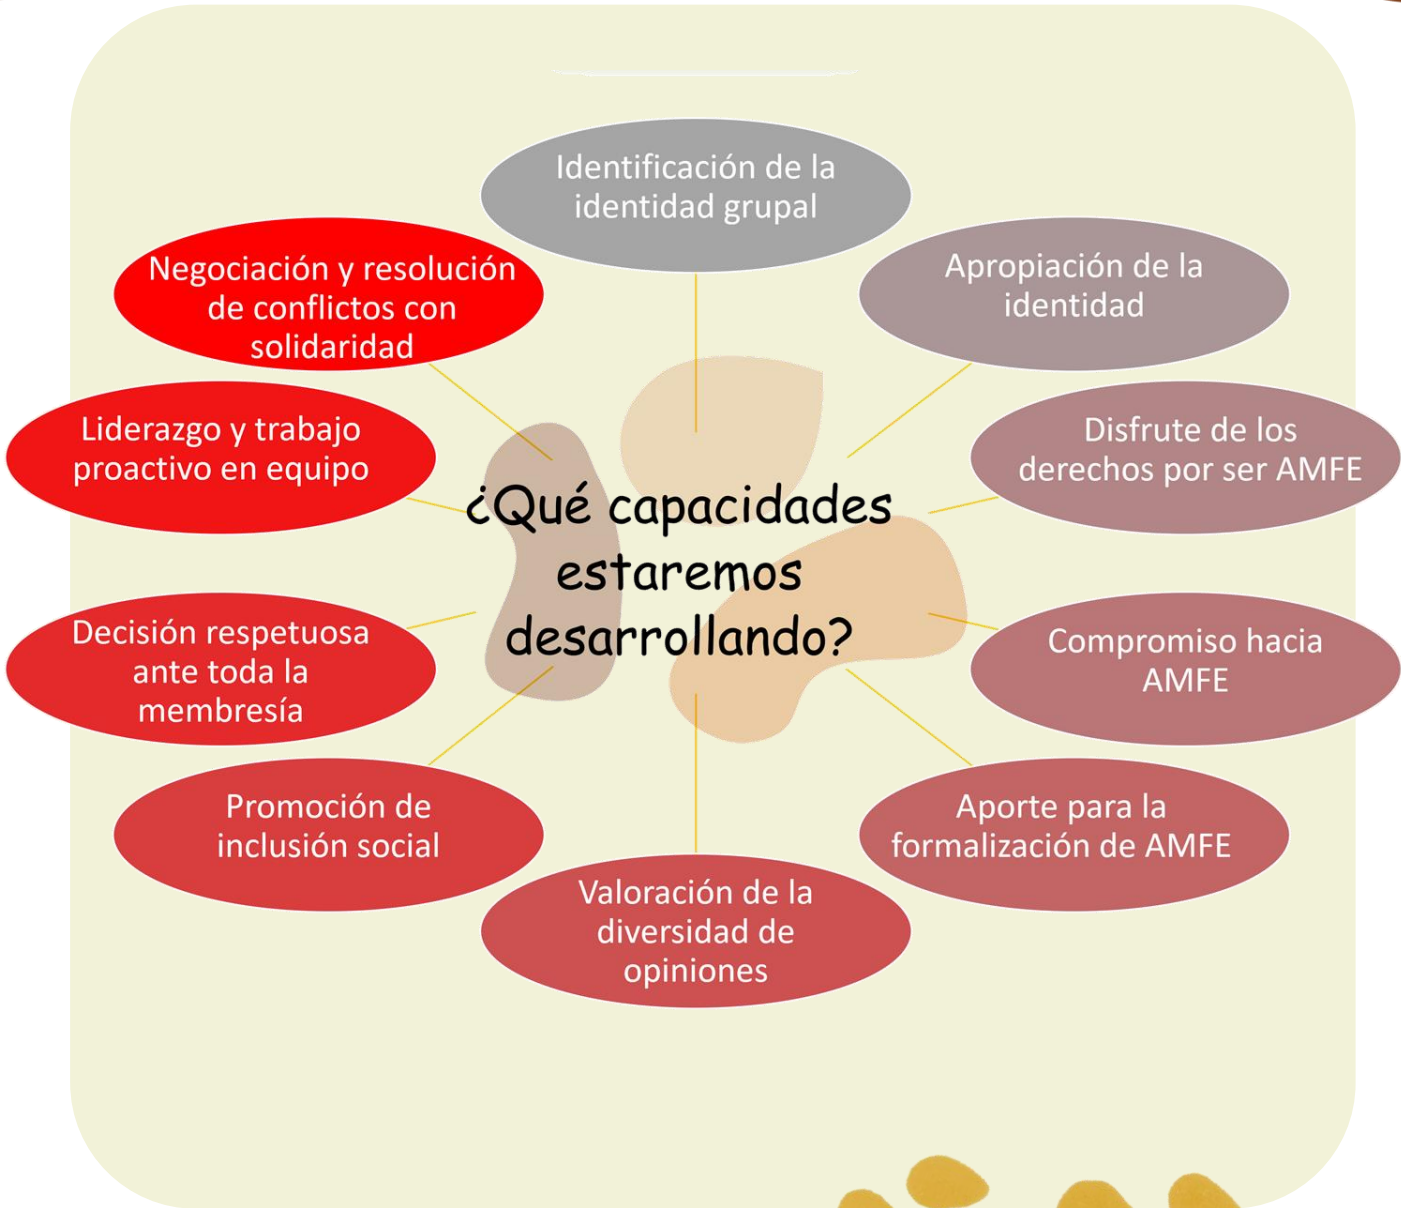 Identificación de la
identidad grupal
Apropiación de la
identidad
Disfrute de los
derechos por ser AMFE
Compromiso hacia
AMFE
Aporte para la
formalización de AMFE
Valoración de la
diversidad de
opiniones
Promoción de
inclusión social
Decisión respetuosa
ante toda la
membresía
Liderazgo y trabajo
proactivo en equipo
Negociación y resolución
de conflictos con
solidaridad
¿Qué capacidades
estaremos
desarrollando?